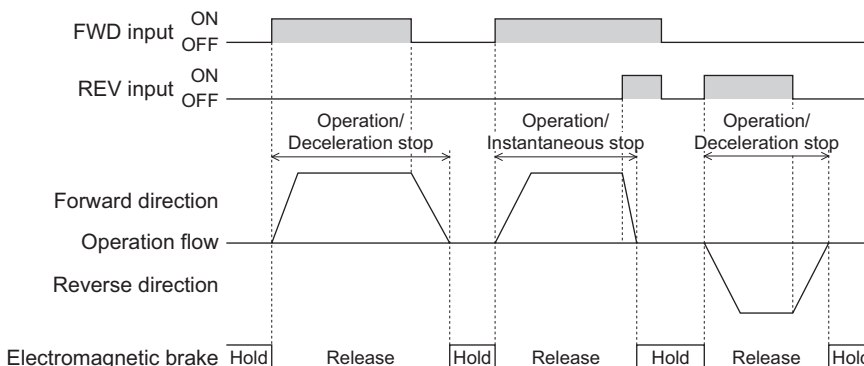 FWD input ON
OFF
REV input ON
OFF
Operation/
Deceleration stop
Operation/
Instantaneous stop
Operation/
Deceleration stop
Forward direction
Operation flow
Reverse direction
Electromagnetic brake Hold Release Hold Release Hold Release Hold